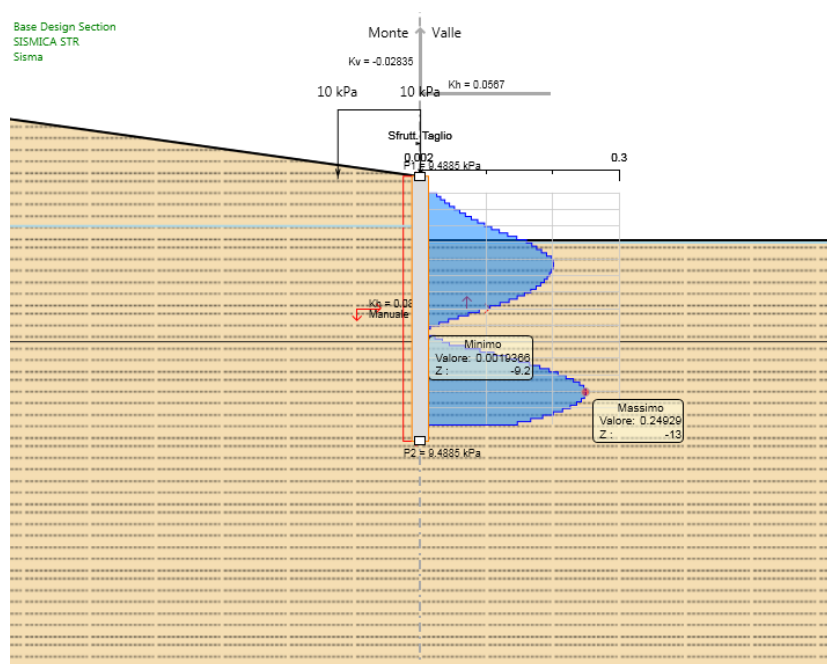 Base Design Section
SISMICA STR
Sisma
Monte
Valle
Kv = -0.02835
Kh = 0.0567
10 kPa
10 kPa
Sfrutt. Taglio
0.002
0.3
P1 = 9.4885 kPa
Manuale
Minimo
Valore: 0.0019366
Z : -9.2
Massimo
Valore: 0.24929
Z : -13
P2 = 9.4885 kPa